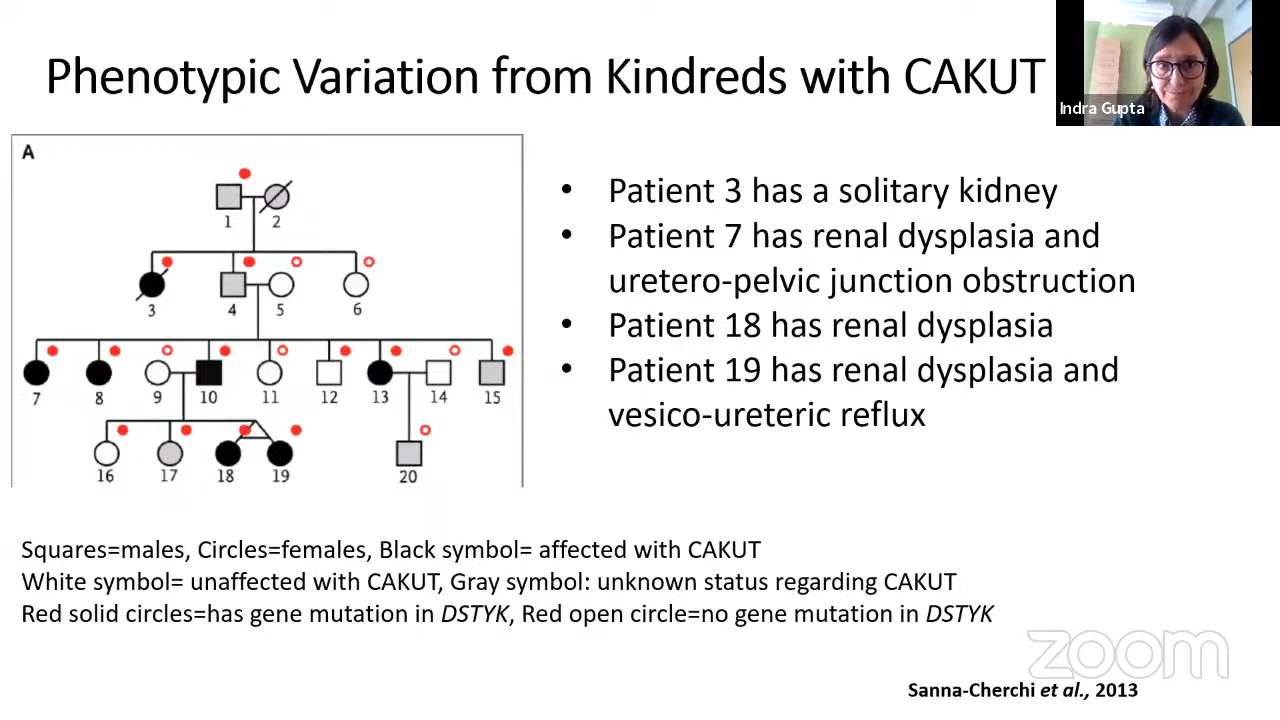 Phenotypic Variation from Kindreds with CAKUT
Indra Gupta
A
1 2
3 4 5 6
7 8 9 10 11 12 13 14 15
16 17 18 19 20
• Patient 3 has a solitary kidney
• Patient 7 has renal dysplasia and
uretero-pelvic junction obstruction
• Patient 18 has renal dysplasia
• Patient 19 has renal dysplasia and
vesico-ureteric reflux
Squares=males, Circles=females, Black symbol= affected with CAKUT
White symbol= unaffected with CAKUT, Gray symbol: unknown status regarding CAKUT
Red solid circles=has gene mutation in DSTYK, Red open circle=no gene mutation in DSTYK
zoom
Sanna-Cherchi et al., 2013